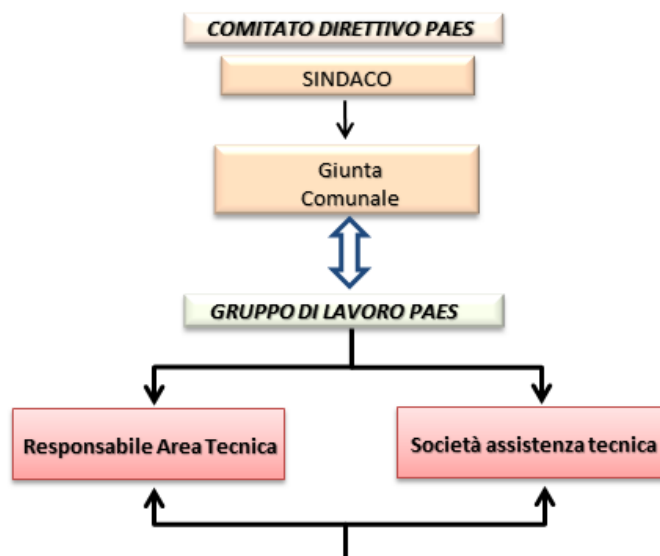 COMITATO DIRETTIVO PAES
SINDACO
Giunta
Comunale
GRUPPO DI LAVORO PAES
Responsabile Area Tecnica
Società assistenza tecnica